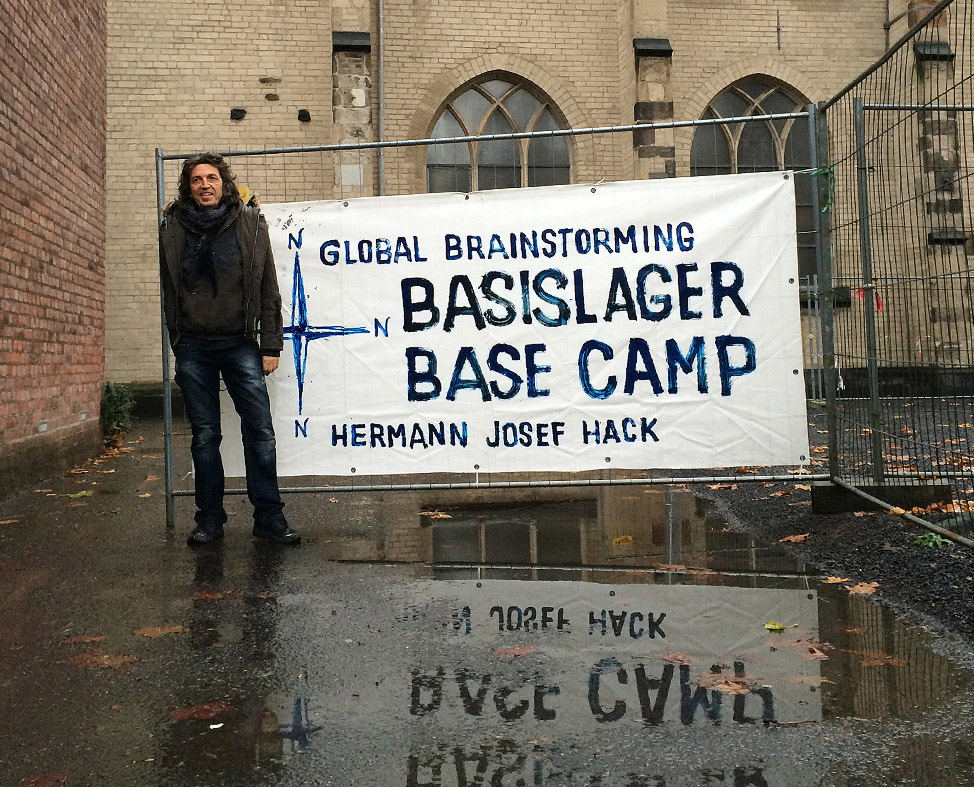 N
GLOBAL BRAINSTORMING
N
BASISLAGER
BASE CAMP
N
HERMANN JOSEF HACK